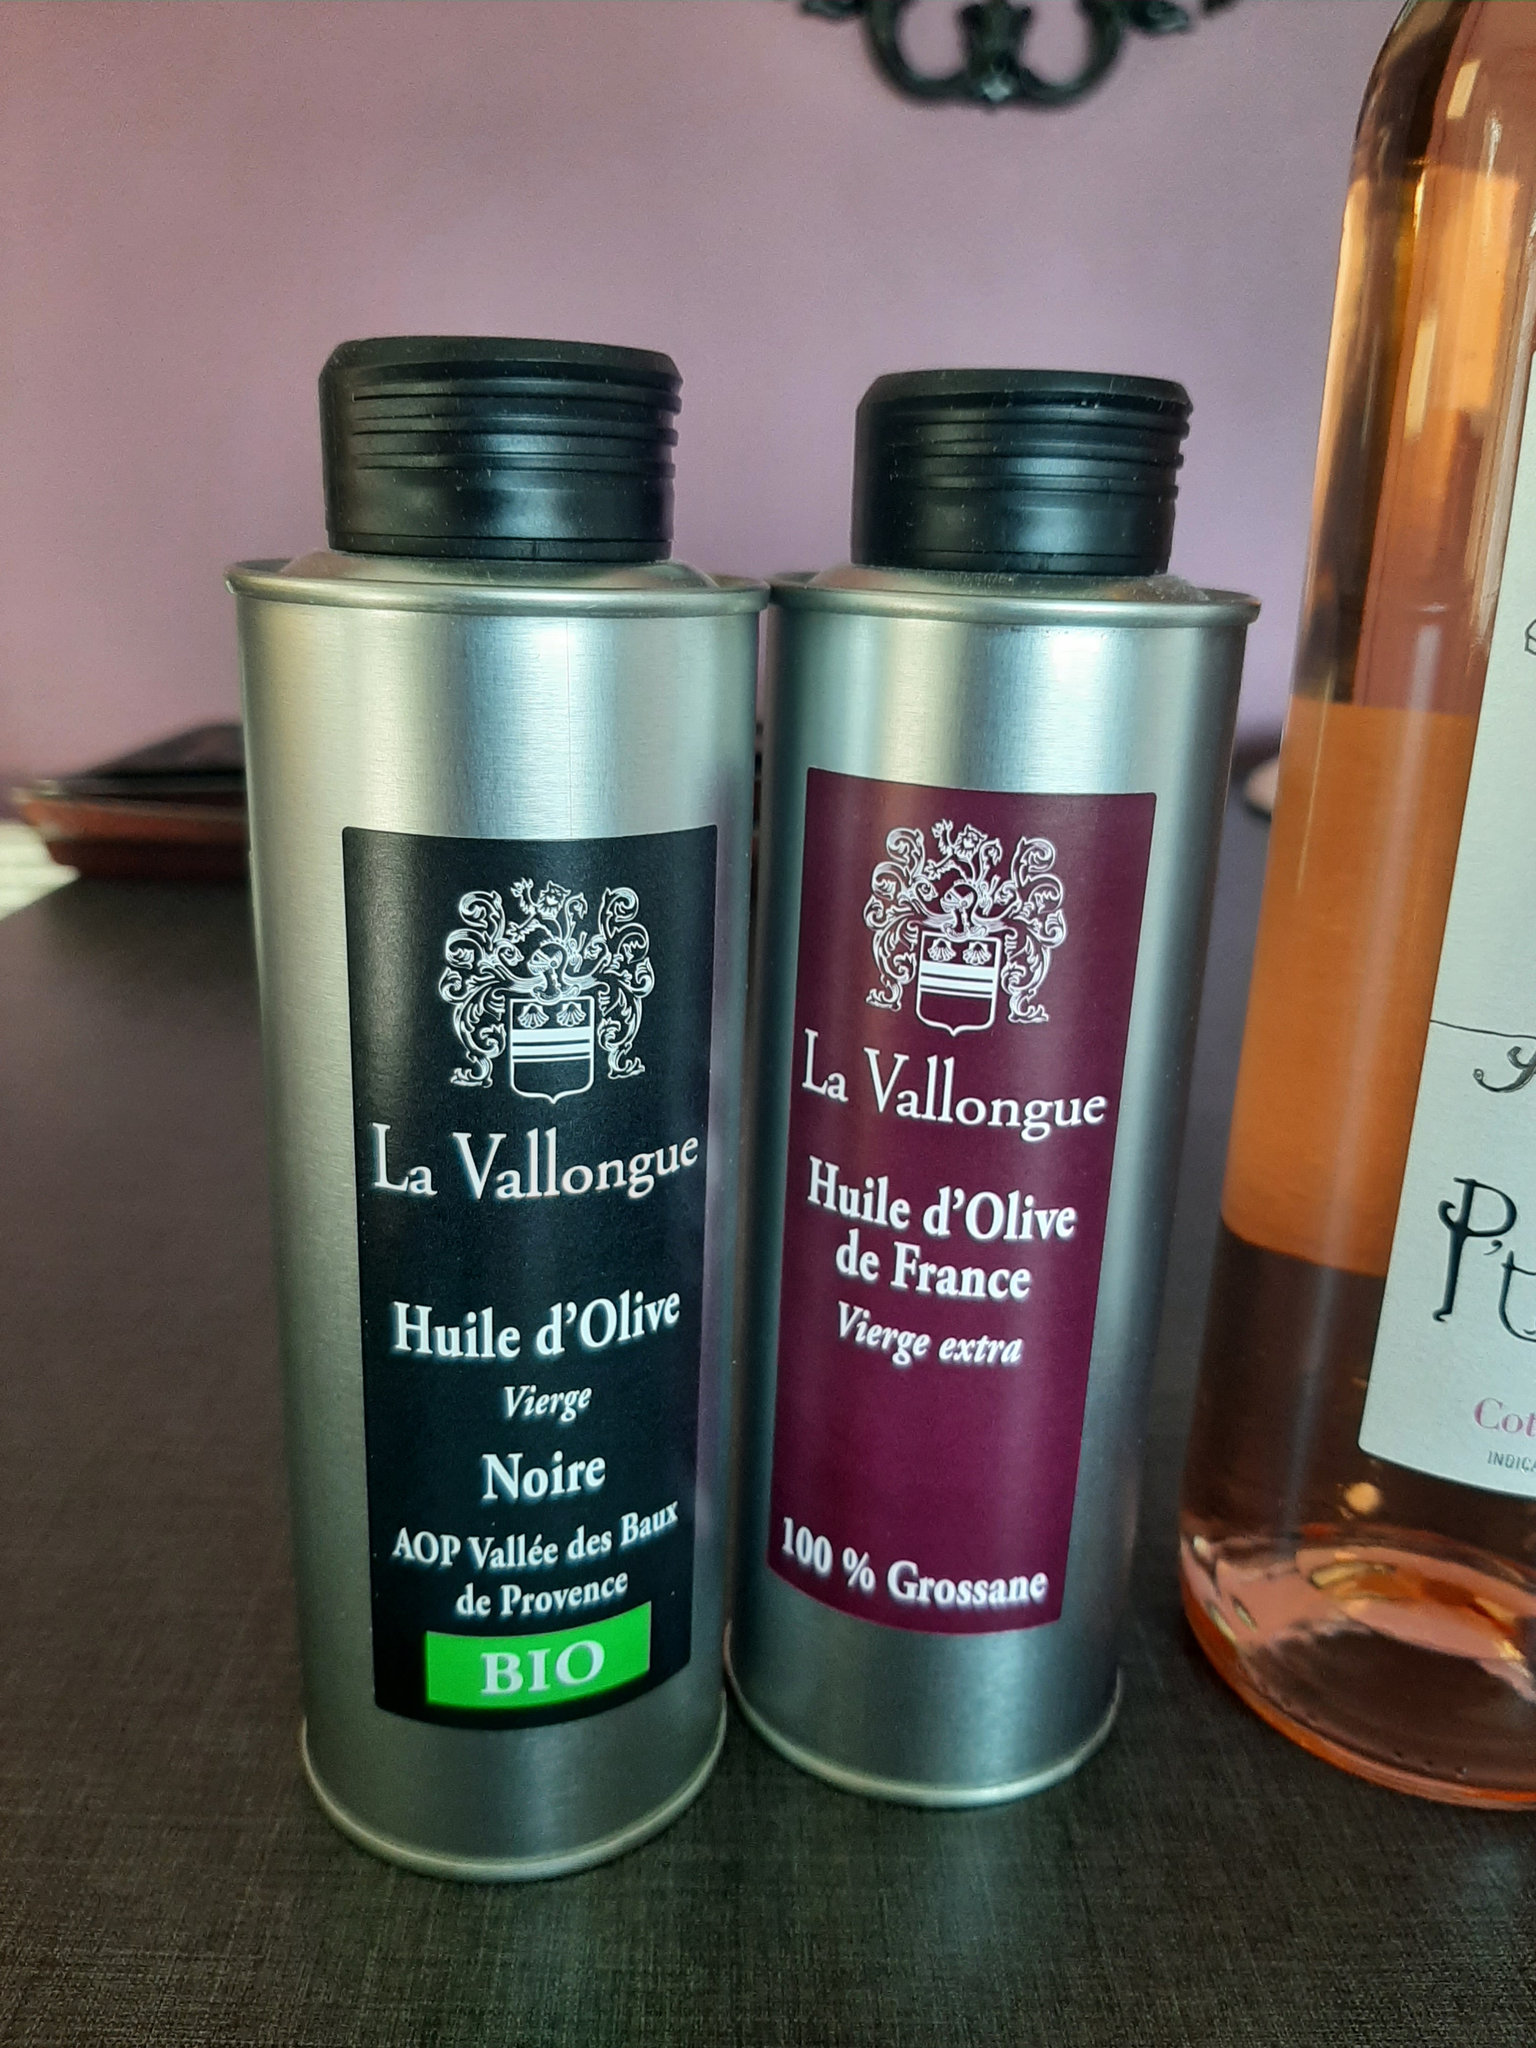 La Vallongue
Huile d'Olive
Vierge
Noire
AOP Vallée des Baux
de Provence
BIO
La Vallongue
Huile d'Olive
de France
Vierge extra
100 % Grossane